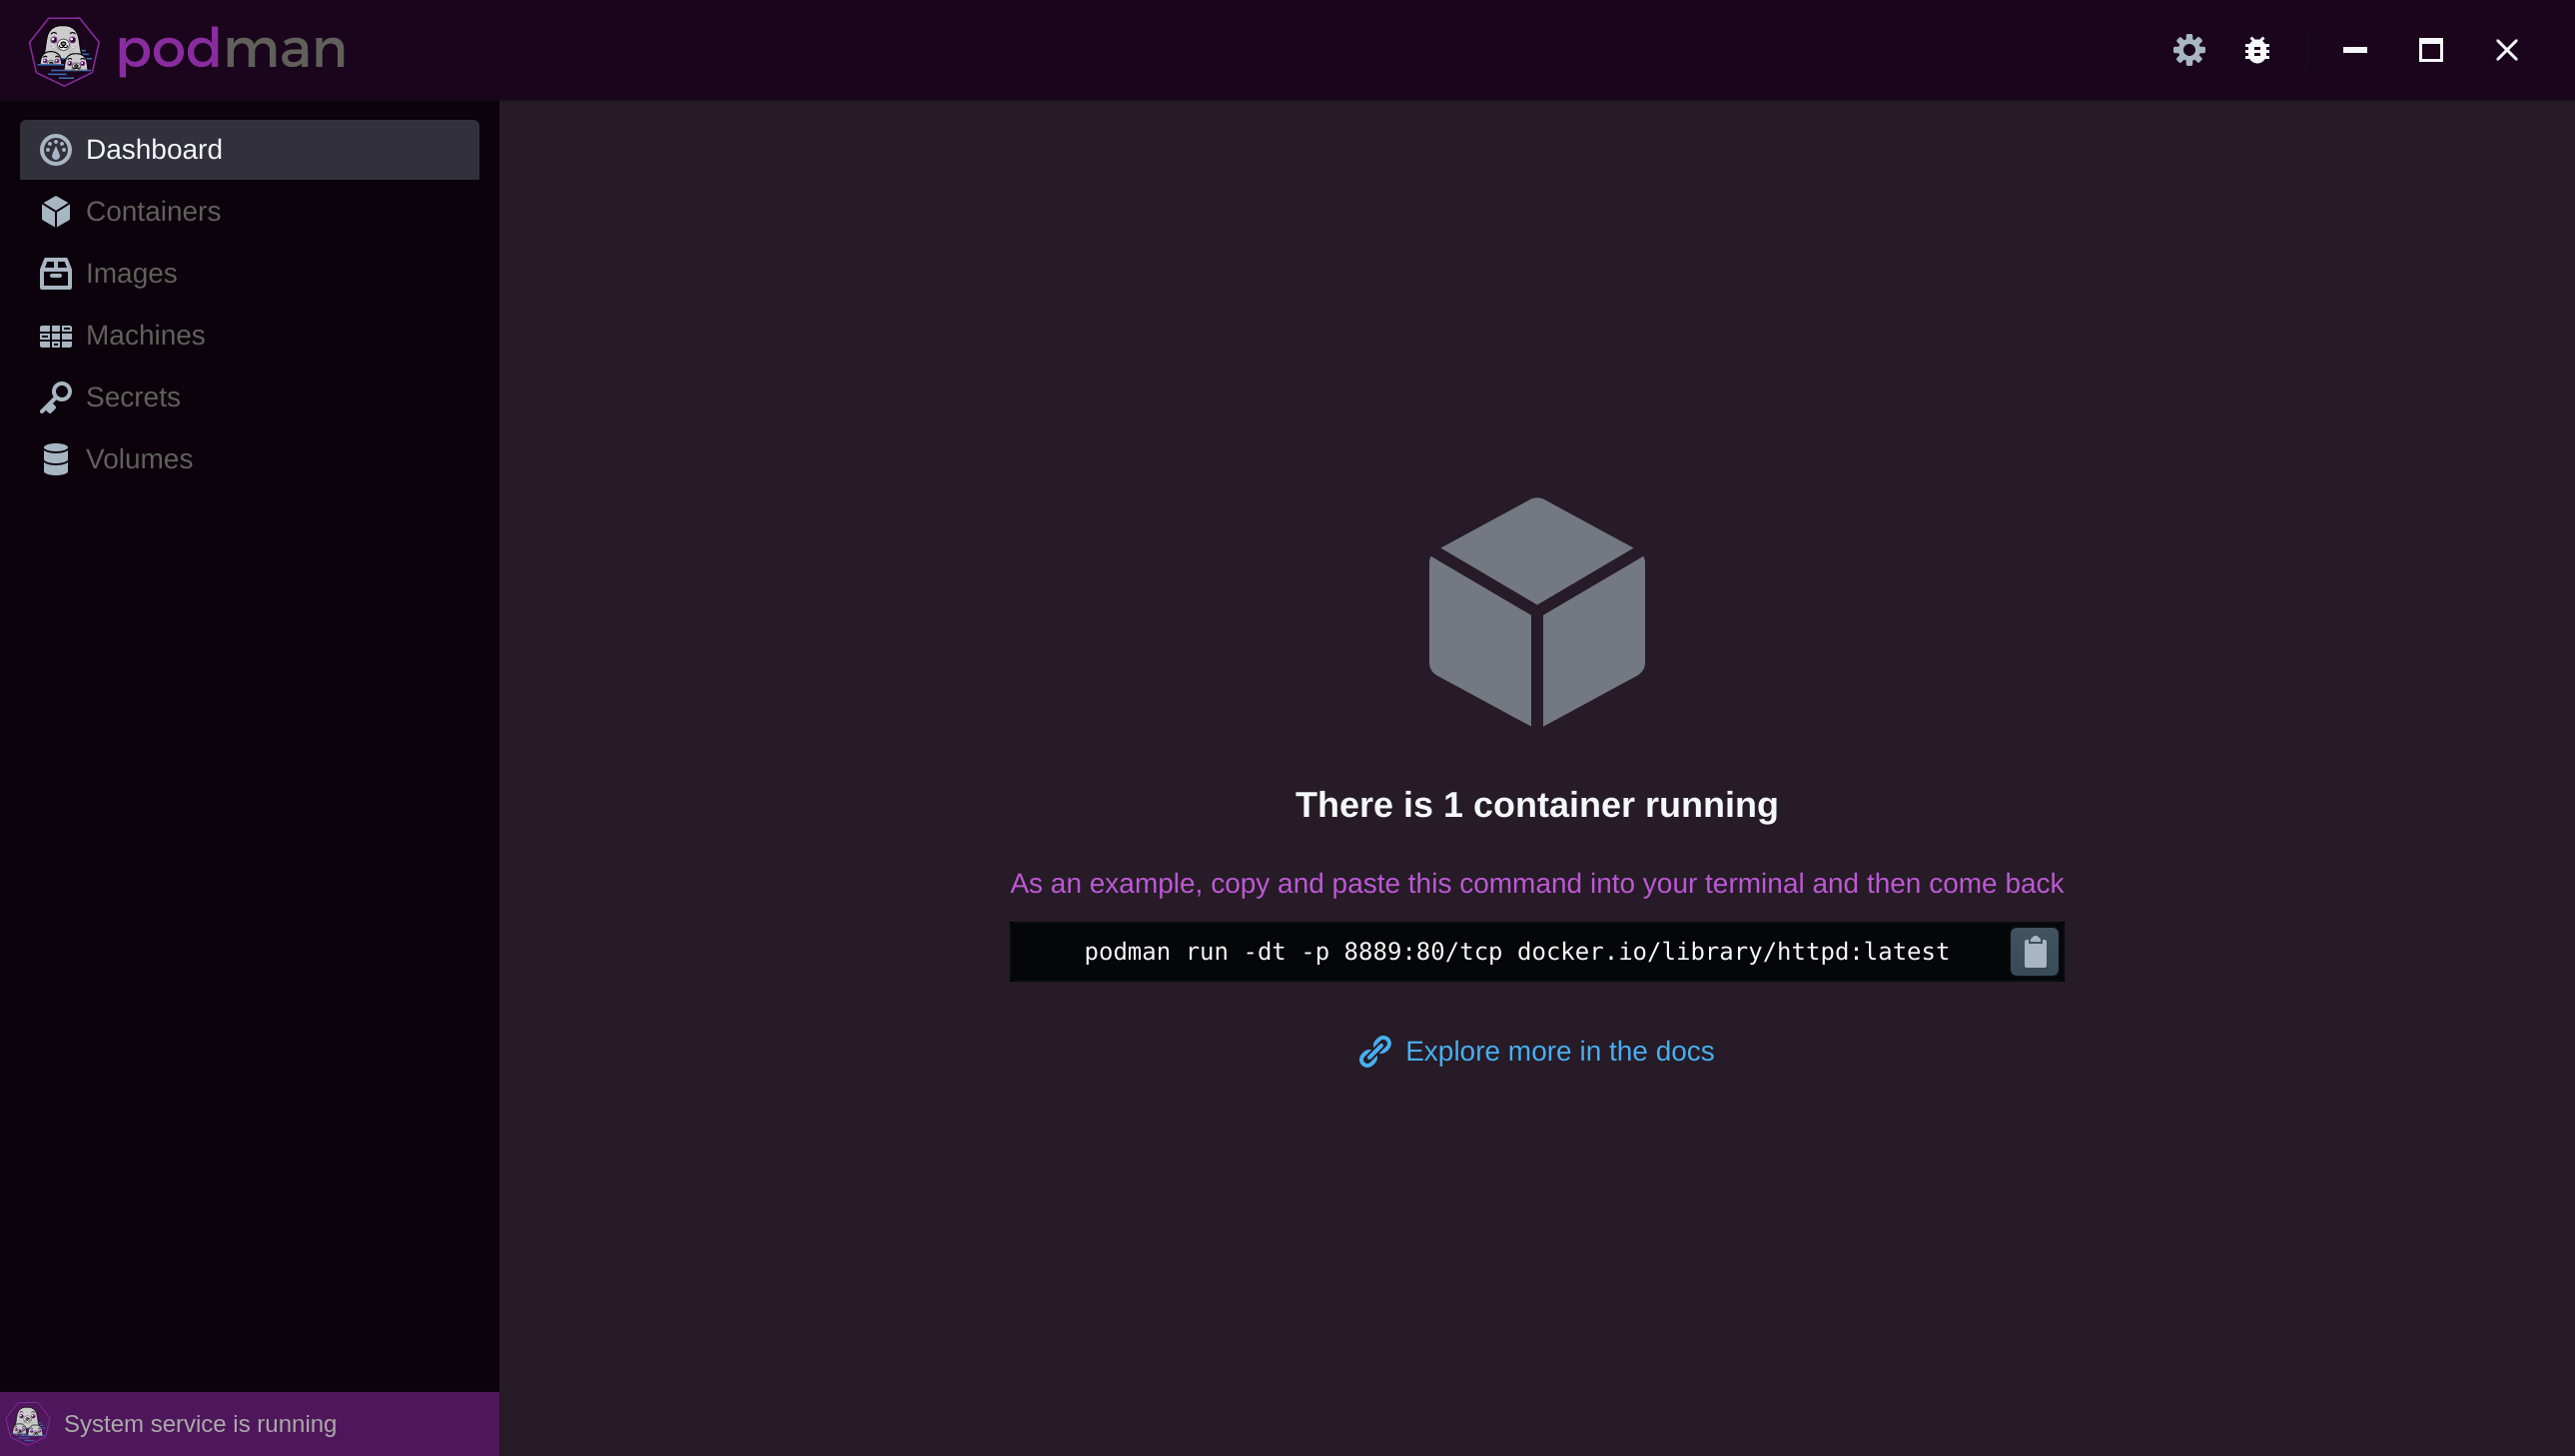 podman
Dashboard
Containers
Images
Machines
Secrets
Volumes
There is 1 container running
As an example, copy and paste this command into your terminal and then come back
podman run -dt -p 8889:80/tcp docker.io/library/httpd:latest
Explore more in the docs
System service is running